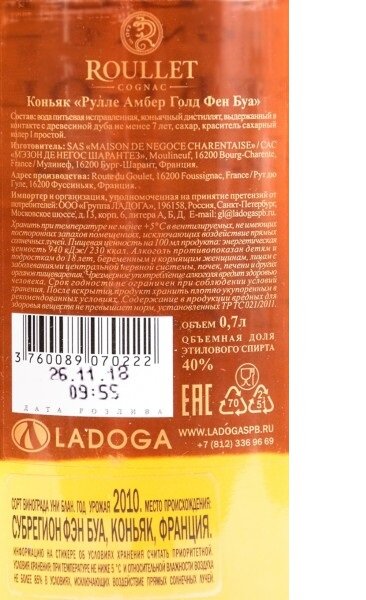 ROULLET
COGNAC
Коньяк «Рулле Амбер Голд Фен Буа»
Состав: вода питьевая исправленная, коньячный дистиллят, выдержанный в
контакте с древесиной дуба не менее 7 лет, сахар, краситель сахарный
колер I простой.
Изготовитель: SAS «MAISON DE NEGOCE CHARENTAISE» / САС
«МЭЗОН ДЕ НЕГОС ШАРАНТЕЗ», Moulineuf, 16200 Bourg-Charente,
France / Мулинеф, 16200 Бург-Шарант, Франция.
Адрес производства: Route du Goulet, 16200 Foussignac, France / Рут дю
Гуле, 16200 Фуссиньяк, Франция.
Импортер и организация, уполномоченная на принятие претензий от
потребителя: ООО «Группа ЛАДОГА», 196158, Россия, Санкт-Петербург,
Московское шоссе, д.13, корп. 6, литера А, Б, Д, E-mail: gl@ladogaspb.ru
Хранить при температуре не менее +5°С в вентилируемых, не имеющих
посторонних запахов помещениях, исключающих воздействие прямых
солнечных лучей. Пищевая ценность на 100 мл продукта: энергетическая
ценность 940 кДж / 230 ккал. Алкоголь противопоказан детям и
подросткам до 18 лет, беременным и кормящим женщинам, лицам с
заболеваниями центральной нервной системы, почек, печени и других
органов пищеварения. Чрезмерное употребление алкоголя вредит здоровью
человека. Срок годности не ограничен при соблюдении условий
хранения. После вскрытия продукт хранить плотно укупоренным в
рекомендованных условиях. Содержание в продукции вредных для
здоровья веществ не превышает норм, установленных ТР ТС 021/2011.
ОБЪЕМ 0,7л
ОБЪЕМНАЯ ДОЛЯ
ЭТИЛОВОГО СПИРТА
40%
3 760089 070222
26.11.18
09:55
ДАТА РОЗЛИВА
EAC
70
2/5
LADOGA
WWW.LADOGASPB.RU
+7 (812) 336 96 69
СОРТ ВИНОГРАДА УНИ БЛАН. ГОД УРОЖАЯ 2010. МЕСТО ПРОИСХОЖДЕНИЯ:
СУБРЕГИОН ФЭН БУА, КОНЬЯК, ФРАНЦИЯ.
ИНФОРМАЦИЮ НА СТИКЕРЕ ОБ УСЛОВИЯХ ХРАНЕНИЯ СЧИТАТЬ ПРИОРИТЕТНОЙ.
УСЛОВИЯ ХРАНЕНИЯ: ПРИ ТЕМПЕРАТУРЕ НЕ НИЖЕ 5 °С И ОТНОСИТЕЛЬНОЙ ВЛАЖНОСТИ ВОЗДУХА
НЕ БОЛЕЕ 85% В УСЛОВИЯХ, ИСКЛЮЧАЮЩИХ ВОЗДЕЙСТВИЕ ПРЯМЫХ СОЛНЕЧНЫХ ЛУЧЕЙ